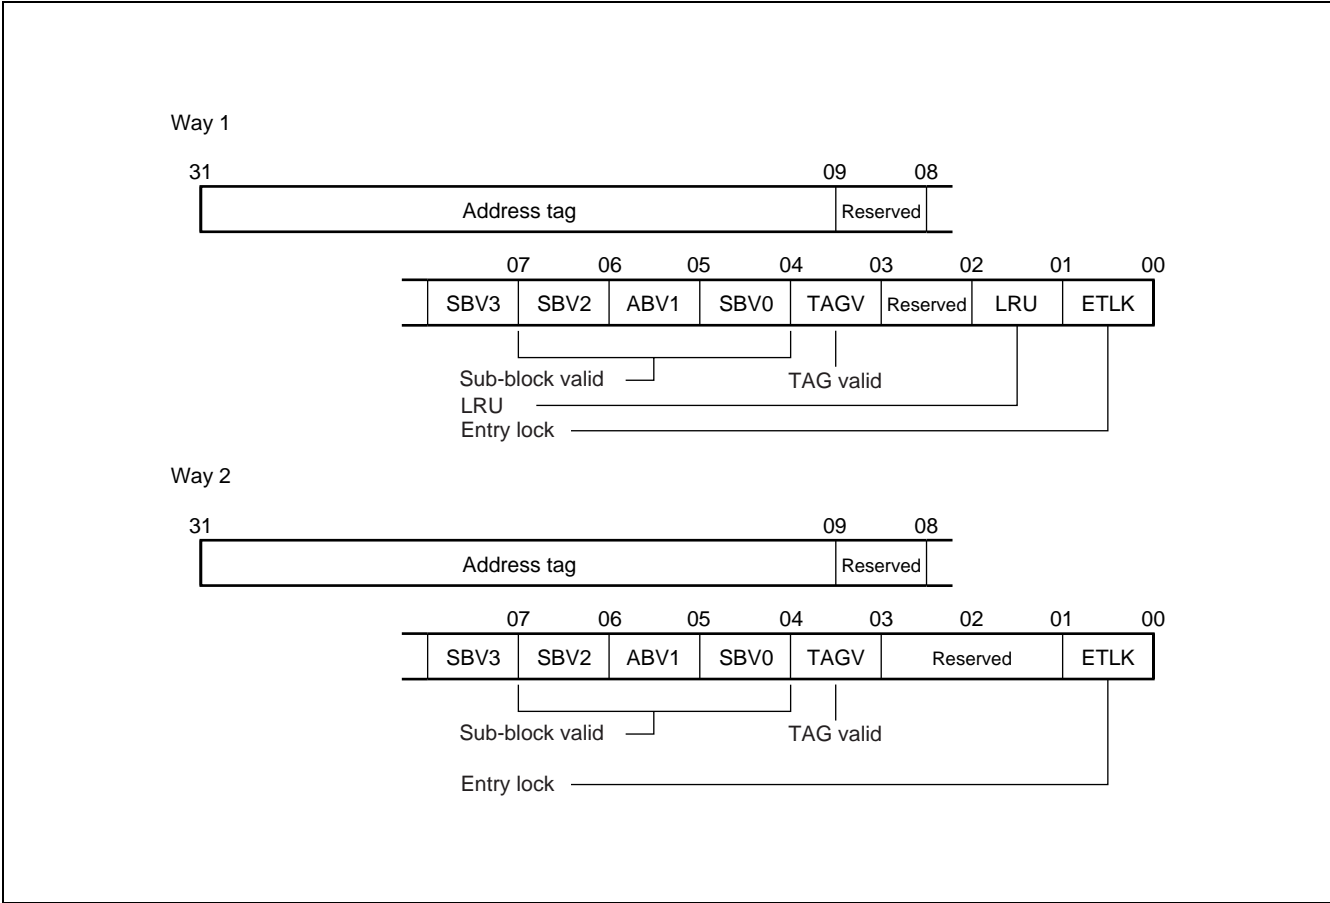 Way 1
31 09 08
Address tag Reserved
07 06 05 04 03 02 01 00
SBV3 SBV2 ABV1 SBV0 TAGV Reserved LRU ETLK
Sub-block valid TAG valid
LRU
Entry lock
Way 2
31 09 08
Address tag Reserved
07 06 05 04 03 02 01 00
SBV3 SBV2 ABV1 SBV0 TAGV Reserved ETLK
Sub-block valid TAG valid
Entry lock